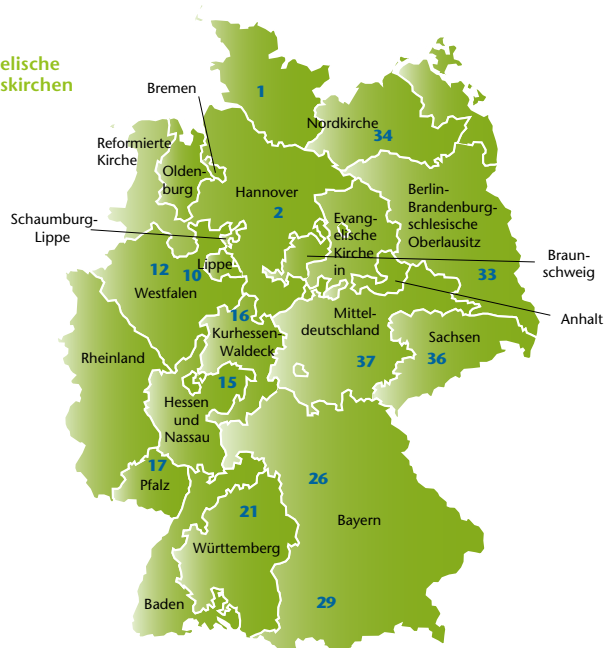 elische
skirchen
Bremen
1
Nordkirche
34
Reformierte
Kirche
Olden-
burg
Hannover
2
Berlin-
Brandenburg-
schlesische
Oberlausitz
33
Evang-
elische
Kirche
in
Schaumburg-
Lippe
Lippe
12
10
Westfalen
Braun-
schweig
Anhalt
16
Kurhessen-
Waldeck
Mittel-
deutschland
37
Sachsen
36
Rheinland
15
Hessen
und
Nassau
17
Pfalz
26
21
Bayern
Württemberg
Baden
29